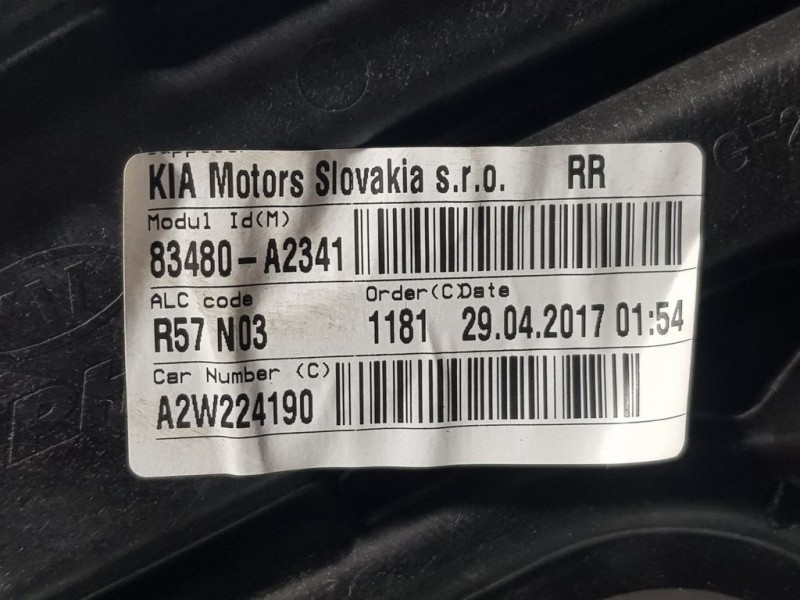 KIA Motors Slovakia s.r.o. RR
Modul Id(M)
83480-A2341
ALC code Order(C)Date
R57 N03 1181 29.04.2017 01:54
Car Number (C)
A2W224190